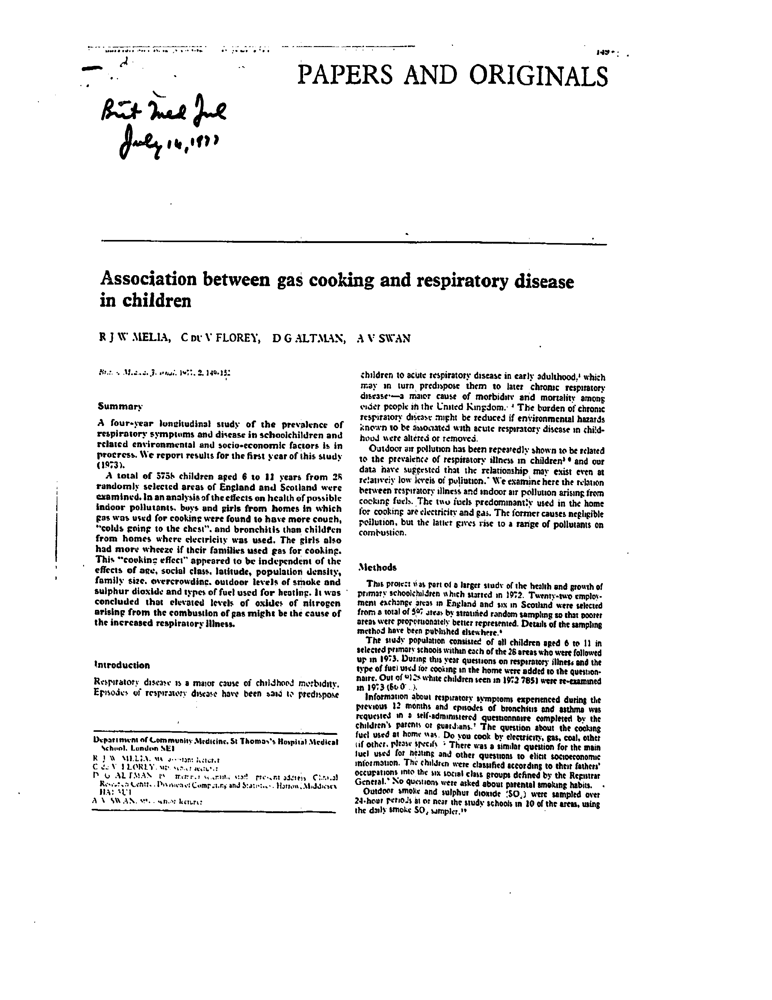 149
PAPERS AND ORIGINALS
Brit Med Jul
July 16, 1977
Association between gas cooking and respiratory disease
in children
R J W MELIA, C DU V FLOREY, D G ALTMAN, A V SWAN
1977, 2, 149-152
Summary
A four-year longitudinal study of the prevalence of
respiratory symptoms and disease in schoolchildren and
related environmental and socio-economic factors is in
progress. We report results for the first year of this study
(1973).
A total of 5758 children aged 6 to 11 years from 28
randomly selected areas of England and Scotland were
examined. In an analysis of the effects on health of possible
indoor pollutants, boys and girls from homes in which
gas was used for cooking were found to have more cough,
"colds going to the chest", and bronchitis than children
from homes where electricity was used. The girls also
had more wheeze if their families used gas for cooking.
This "cooking effect" appeared to be independent of the
effects of age, social class, latitude, population density,
family size, overcrowding, outdoor levels of smoke and
sulphur dioxide and types of fuel used for heating. It was
concluded that elevated levels of oxides of nitrogen
arising from the combustion of gas might be the cause of
the increased respiratory illness.
Introduction
Respiratory disease is a major cause of childhood morbidity.
Episodes of respiratory disease have been said to predispose
Department of Community Medicine, St Thomas's Hospital Medical
School, London SE1
R J W MELIA, assistant lecturer
C du V FLOREY, senior lecturer
D G ALTMAN, present address Clinical
Research Centre, Division of Computing and Statistics, Harrow, Middlesex
HA1 3UJ
A V SWAN, senior lecturer
children to acute respiratory disease in early adulthood, which
may in turn predispose them to later chronic respiratory
disease—a major cause of morbidity and mortality among
older people in the United Kingdom. The burden of chronic
respiratory disease might be reduced if environmental hazards
known to be associated with acute respiratory disease in child-
hood were altered or removed.
Outdoor air pollution has been repeatedly shown to be related
to the prevalence of respiratory illness in children and our
data have suggested that the relationship may exist even at
relatively low levels of pollution. We examine here the relation
between respiratory illness and indoor air pollution arising from
cooking fuels. The two fuels predominantly used in the home
for cooking are electricity and gas. The former causes negligible
pollution, but the latter gives rise to a range of pollutants on
combustion.
Methods
This project was part of a larger study of the health and growth of
primary schoolchildren which started in 1972. Twenty-two employ-
ment exchange areas in England and six in Scotland were selected
from a total of areas by stratified random sampling so that poorer
areas were proportionately better represented. Details of the sampling
method have been published elsewhere.
The study population consisted of all children aged 6 to 11 in
selected primary schools within each of the 28 areas who were followed
up in 1973. During this year questions on respiratory illness and the
type of fuel used for cooking in the home were added to the question-
naire. Out of white children seen in 1972 7851 were re-examined
in 1973
Information about respiratory symptoms experienced during the
previous 12 months and episodes of bronchitis and asthma was
requested in a self-administered questionnaire completed by the
children's parents or guardians. The question about the cooking
fuel used at home was. Do you cook by electricity, gas, coal, other
(if other, please specify There was a similar question for the main
fuel used for heating and other questions to elicit socioeconomic
information. The children were classified according to their fathers'
occupations into the six social class groups defined by the Registrar
General. No questions were asked about parental smoking habits.
Outdoor smoke and sulphur dioxide (SO₂) were sampled over
24-hour periods at or near the study schools in 20 of the areas, using
the daily smoke SO₂ sampler.¹⁰